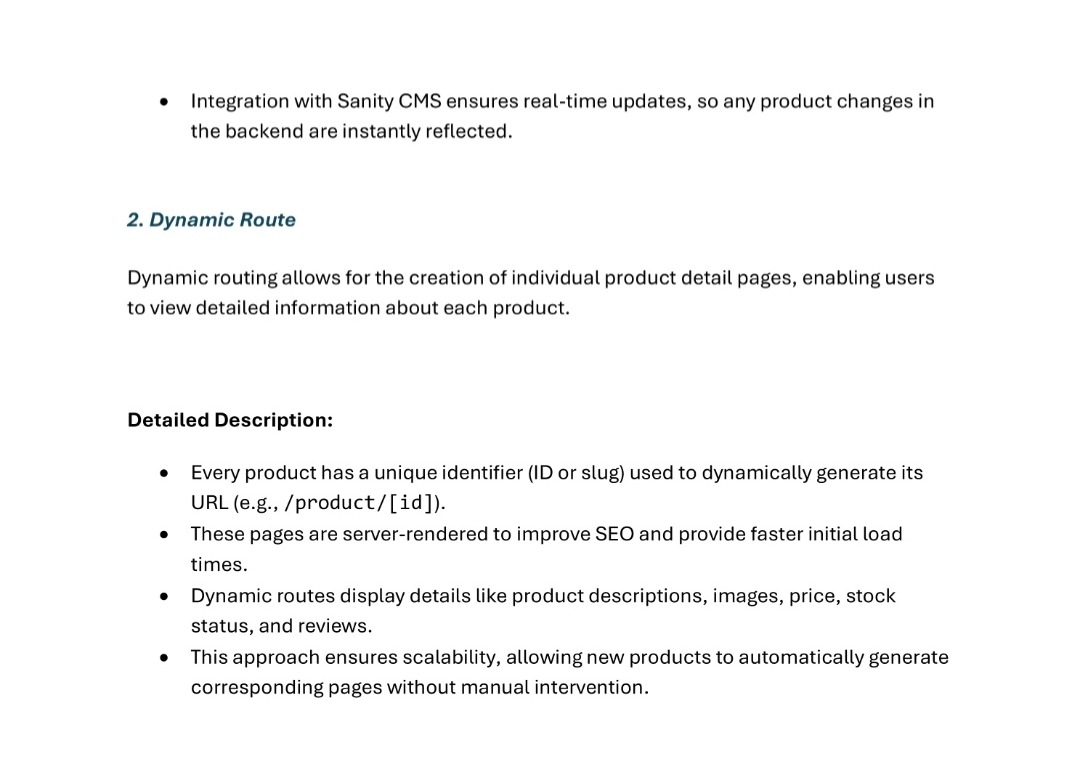 • Integration with Sanity CMS ensures real-time updates, so any product changes in
the backend are instantly reflected.
2. Dynamic Route
Dynamic routing allows for the creation of individual product detail pages, enabling users
to view detailed information about each product.
Detailed Description:
• Every product has a unique identifier (ID or slug) used to dynamically generate its
URL (e.g., /product/[id]).
• These pages are server-rendered to improve SEO and provide faster initial load
times.
• Dynamic routes display details like product descriptions, images, price, stock
status, and reviews.
• This approach ensures scalability, allowing new products to automatically generate
corresponding pages without manual intervention.